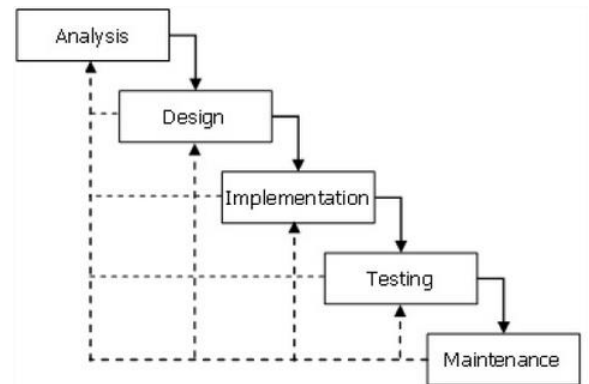 Analysis
Design
Implementation
Testing
Maintenance